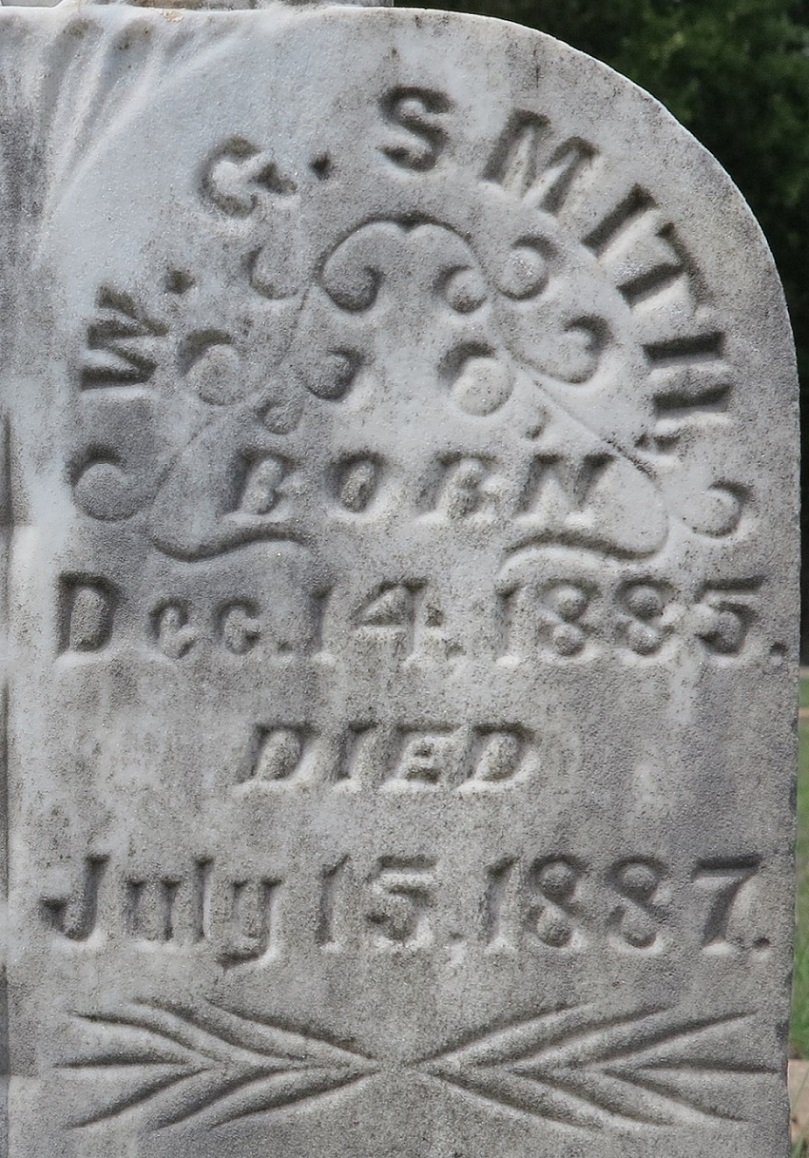 W. G. SMITH
BORN
Dec. 14, 1885.
DIED
July 15, 1887.